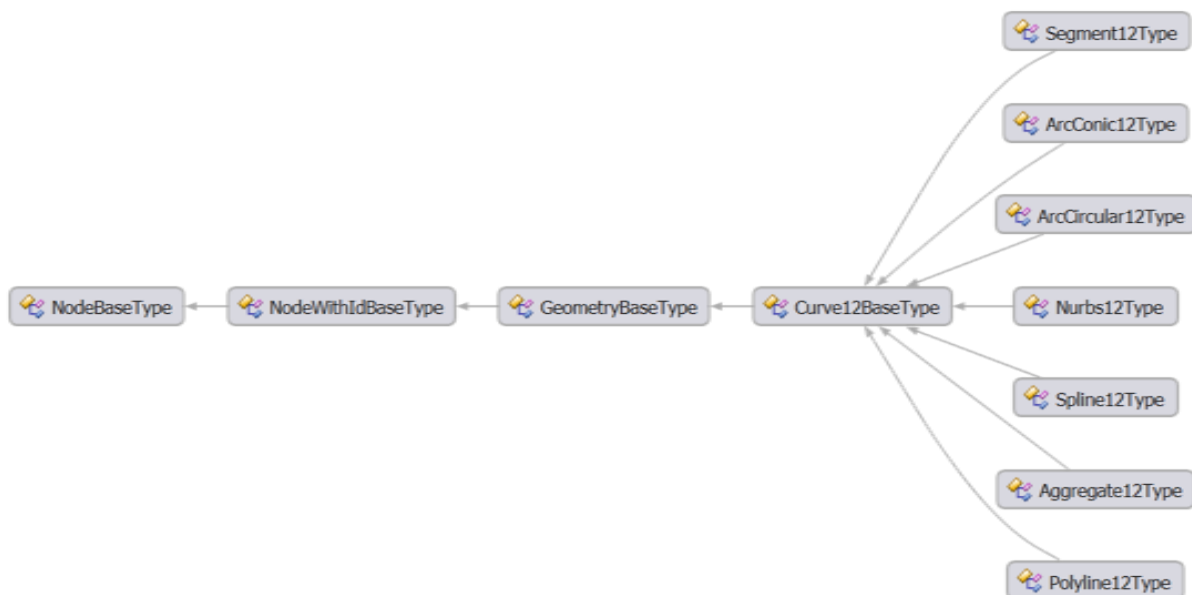 Segment12Type
ArcConic12Type
ArcCircular12Type
NodeBaseType
NodeWithIdBaseType
GeometryBaseType
Curve12BaseType
Nurbs12Type
Spline12Type
Aggregate12Type
Polyline12Type